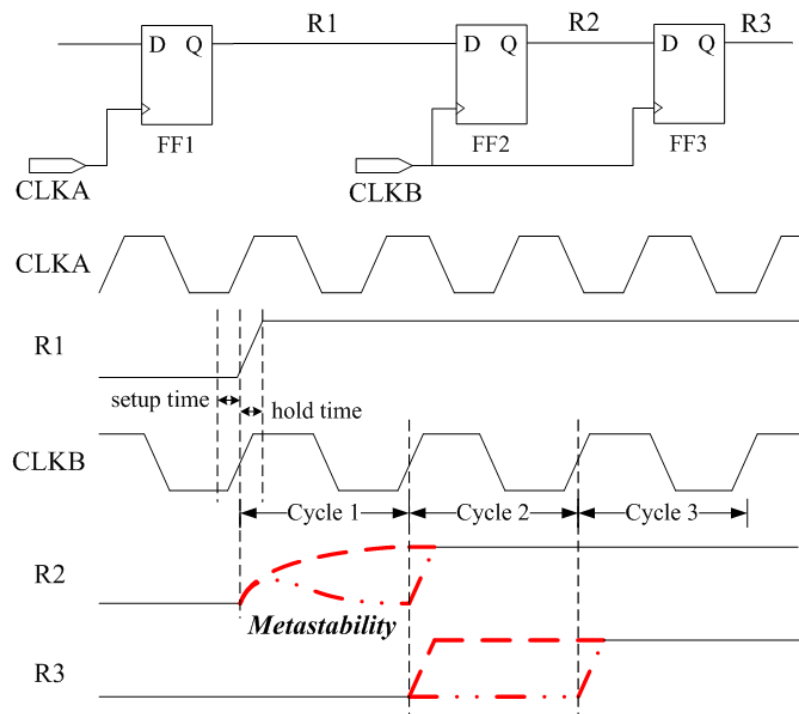 R1 R2 R3
D Q D Q D Q
FF1 FF2 FF3
CLKA CLKB
CLKA
R1
setup time hold time
CLKB
Cycle 1 Cycle 2 Cycle 3
R2
Metastability
R3